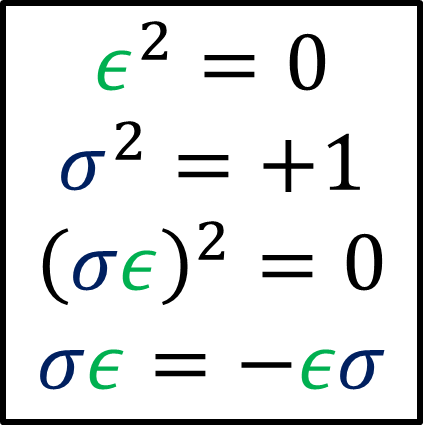 ϵ² = 0
σ² = +1
(σϵ)² = 0
σϵ = −ϵσ